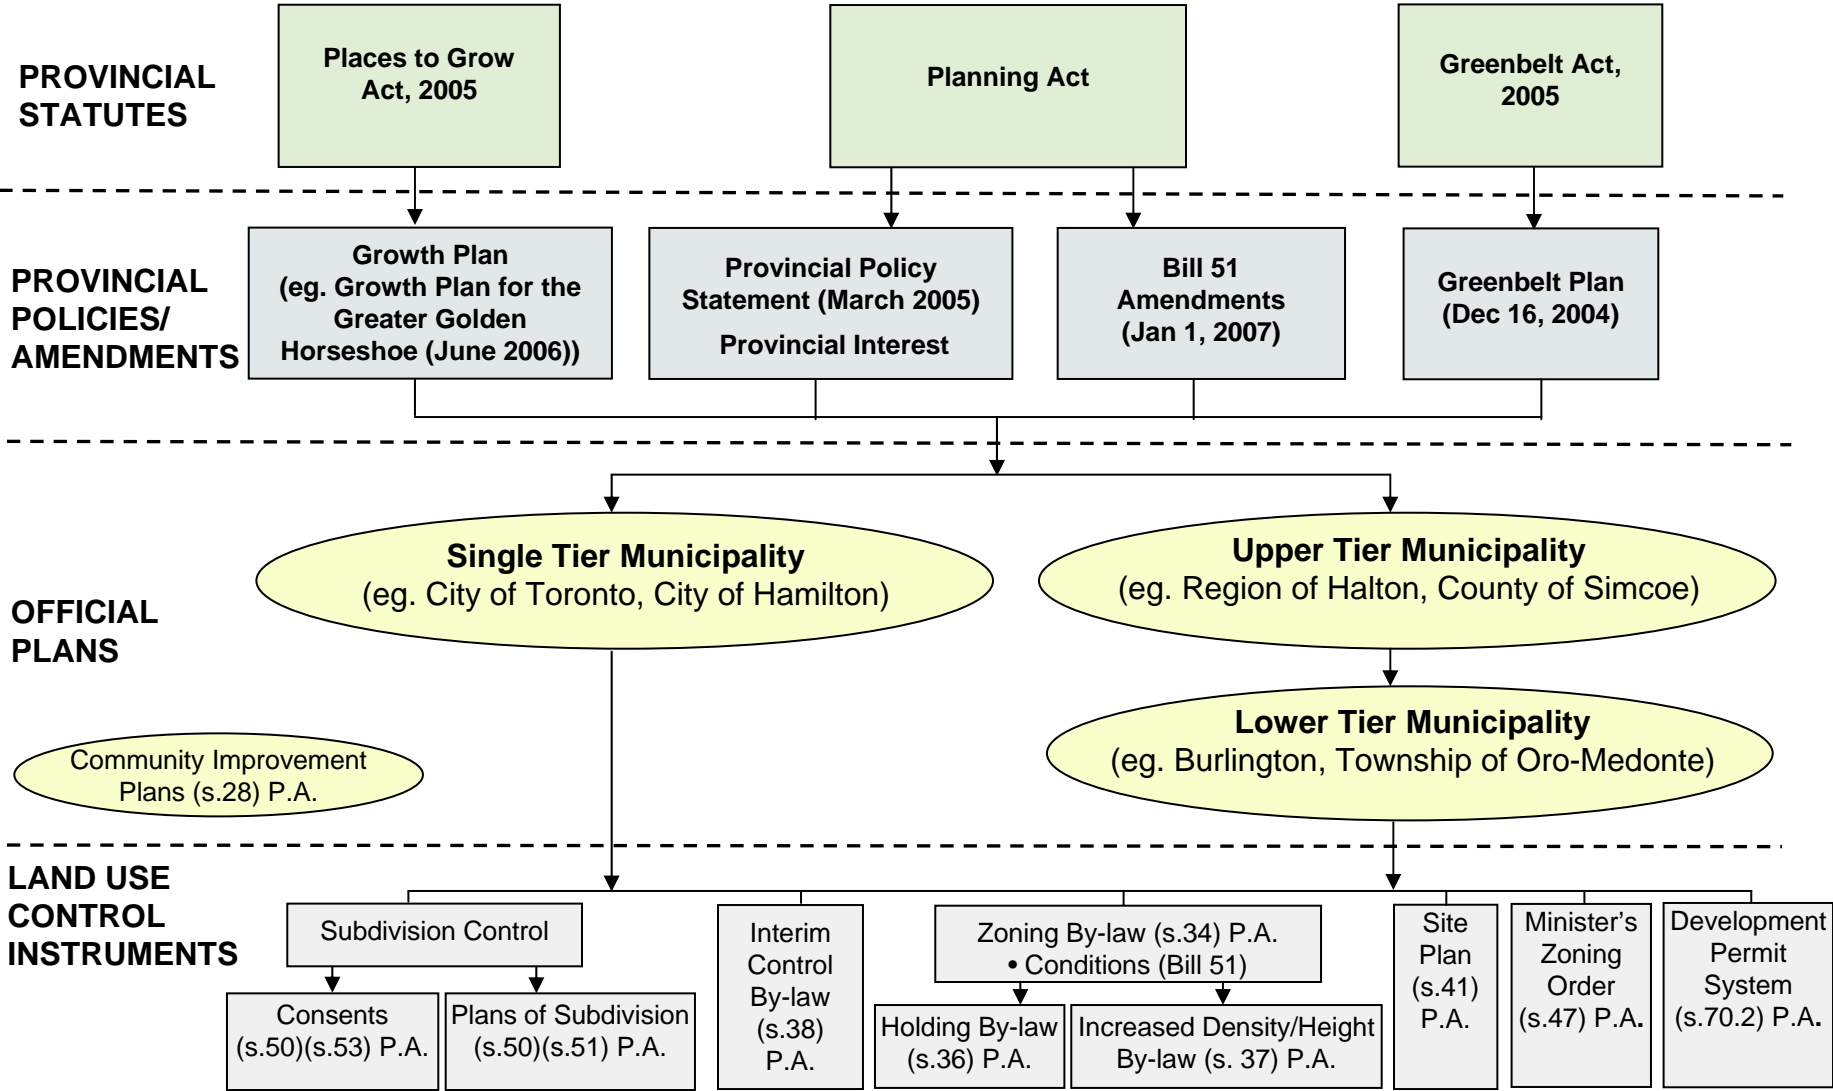 PROVINCIAL
STATUTES
Places to Grow
Act, 2005
Planning Act
Greenbelt Act,
2005
PROVINCIAL
POLICIES/
AMENDMENTS
Growth Plan
(eg. Growth Plan for the
Greater Golden
Horseshoe (June 2006))
Provincial Policy
Statement (March 2005)
Provincial Interest
Bill 51
Amendments
(Jan 1, 2007)
Greenbelt Plan
(Dec 16, 2004)
OFFICIAL
PLANS
Single Tier Municipality
(eg. City of Toronto, City of Hamilton)
Upper Tier Municipality
(eg. Region of Halton, County of Simcoe)
Lower Tier Municipality
(eg. Burlington, Township of Oro-Medonte)
Community Improvement
Plans (s.28) P.A.
LAND USE
CONTROL
INSTRUMENTS
Subdivision Control
Consents
(s.50)(s.53) P.A.
Plans of Subdivision
(s.50)(s.51) P.A.
Interim
Control
By-law
(s.38)
P.A.
Zoning By-law (s.34) P.A.
• Conditions (Bill 51)
Holding By-law
(s.36) P.A.
Increased Density/Height
By-law (s. 37) P.A.
Site
Plan
(s.41)
P.A.
Minister's
Zoning
Order
(s.47) P.A.
Development
Permit
System
(s.70.2) P.A.